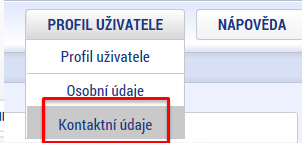 PROFIL UŽIVATELE
NÁPOVĚDA
Profil uživatele
Osobní údaje
Kontaktní údaje